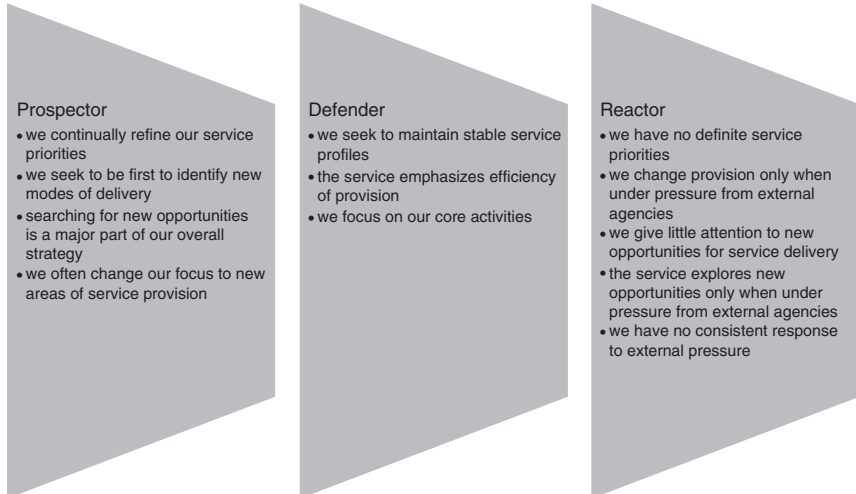 Prospector
• we continually refine our service
priorities
• we seek to be first to identify new
modes of delivery
• searching for new opportunities
is a major part of our overall
strategy
• we often change our focus to new
areas of service provision
Defender
• we seek to maintain stable service
profiles
• the service emphasizes efficiency
of provision
• we focus on our core activities
Reactor
• we have no definite service
priorities
• we change provision only when
under pressure from external
agencies
• we give little attention to new
opportunities for service delivery
• the service explores new
opportunities only when under
pressure from external agencies
• we have no consistent response
to external pressure